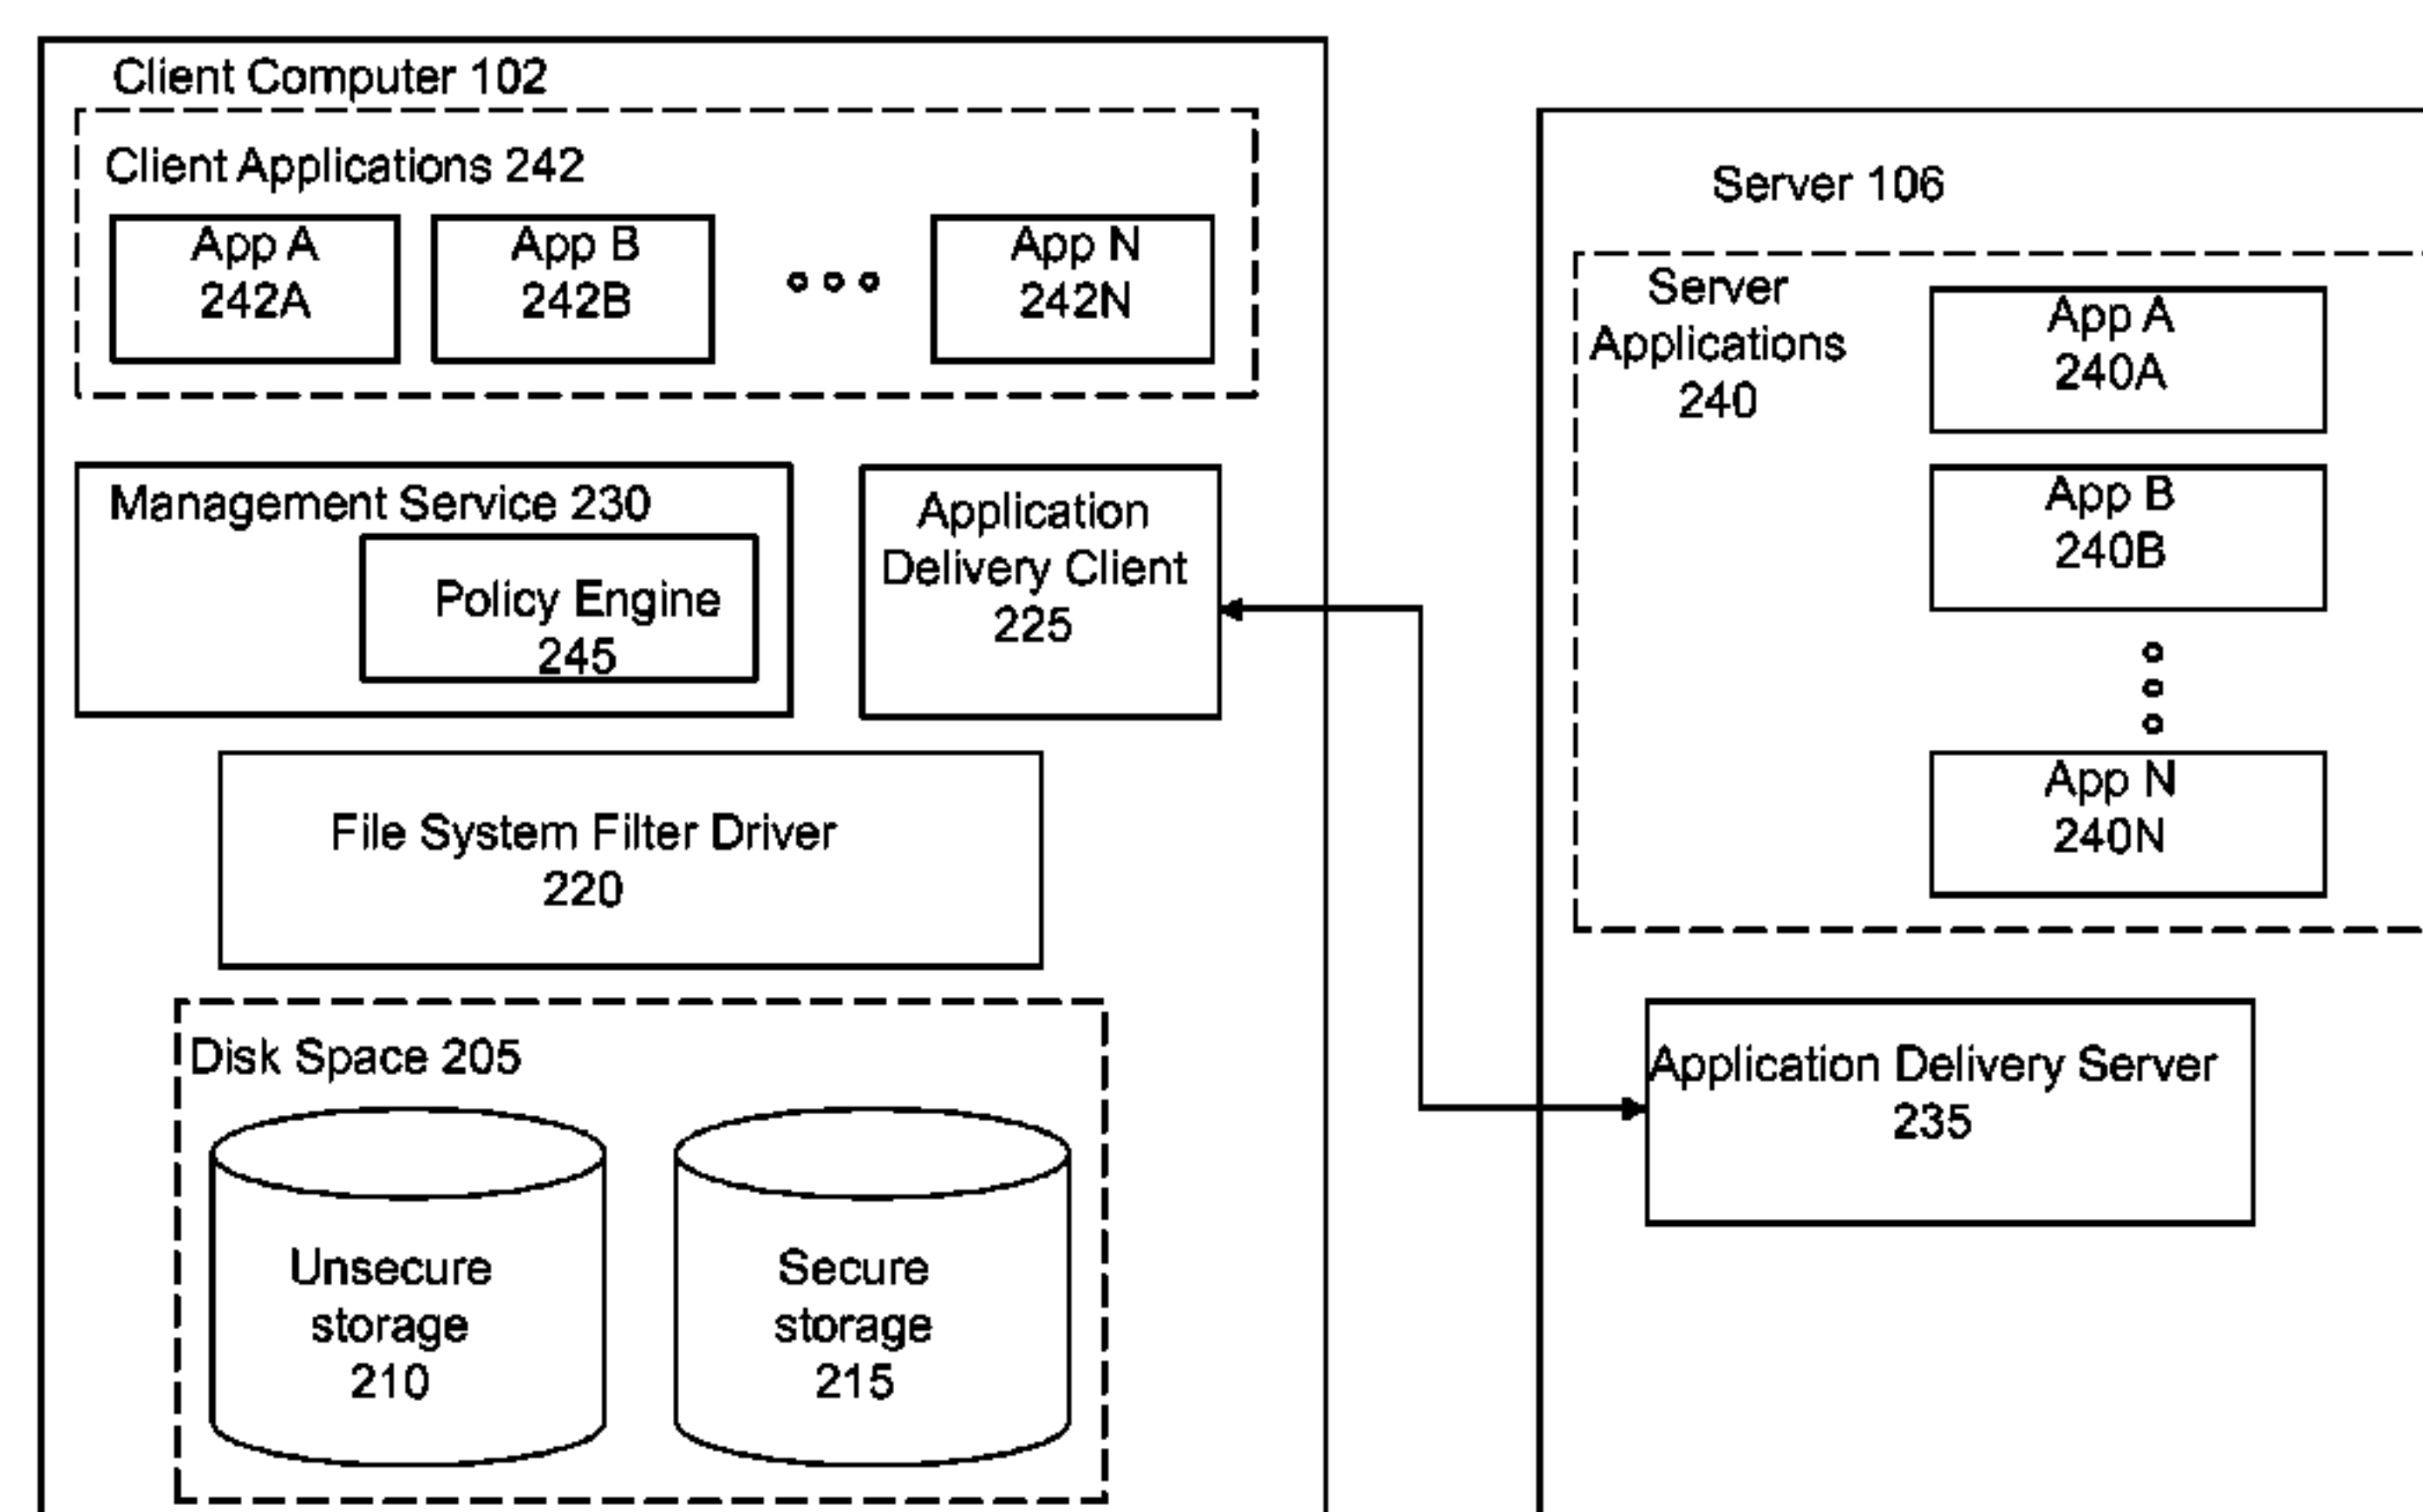 Client Computer 102
Client Applications 242
App A
242A
App B
242B
App N
242N
Management Service 230
Policy Engine
245
Application
Delivery Client
225
File System Filter Driver
220
Disk Space 205
Unsecure
storage
210
Secure
storage
215
Server 106
Server
Applications
240
App A
240A
App B
240B
App N
240N
Application Delivery Server
235